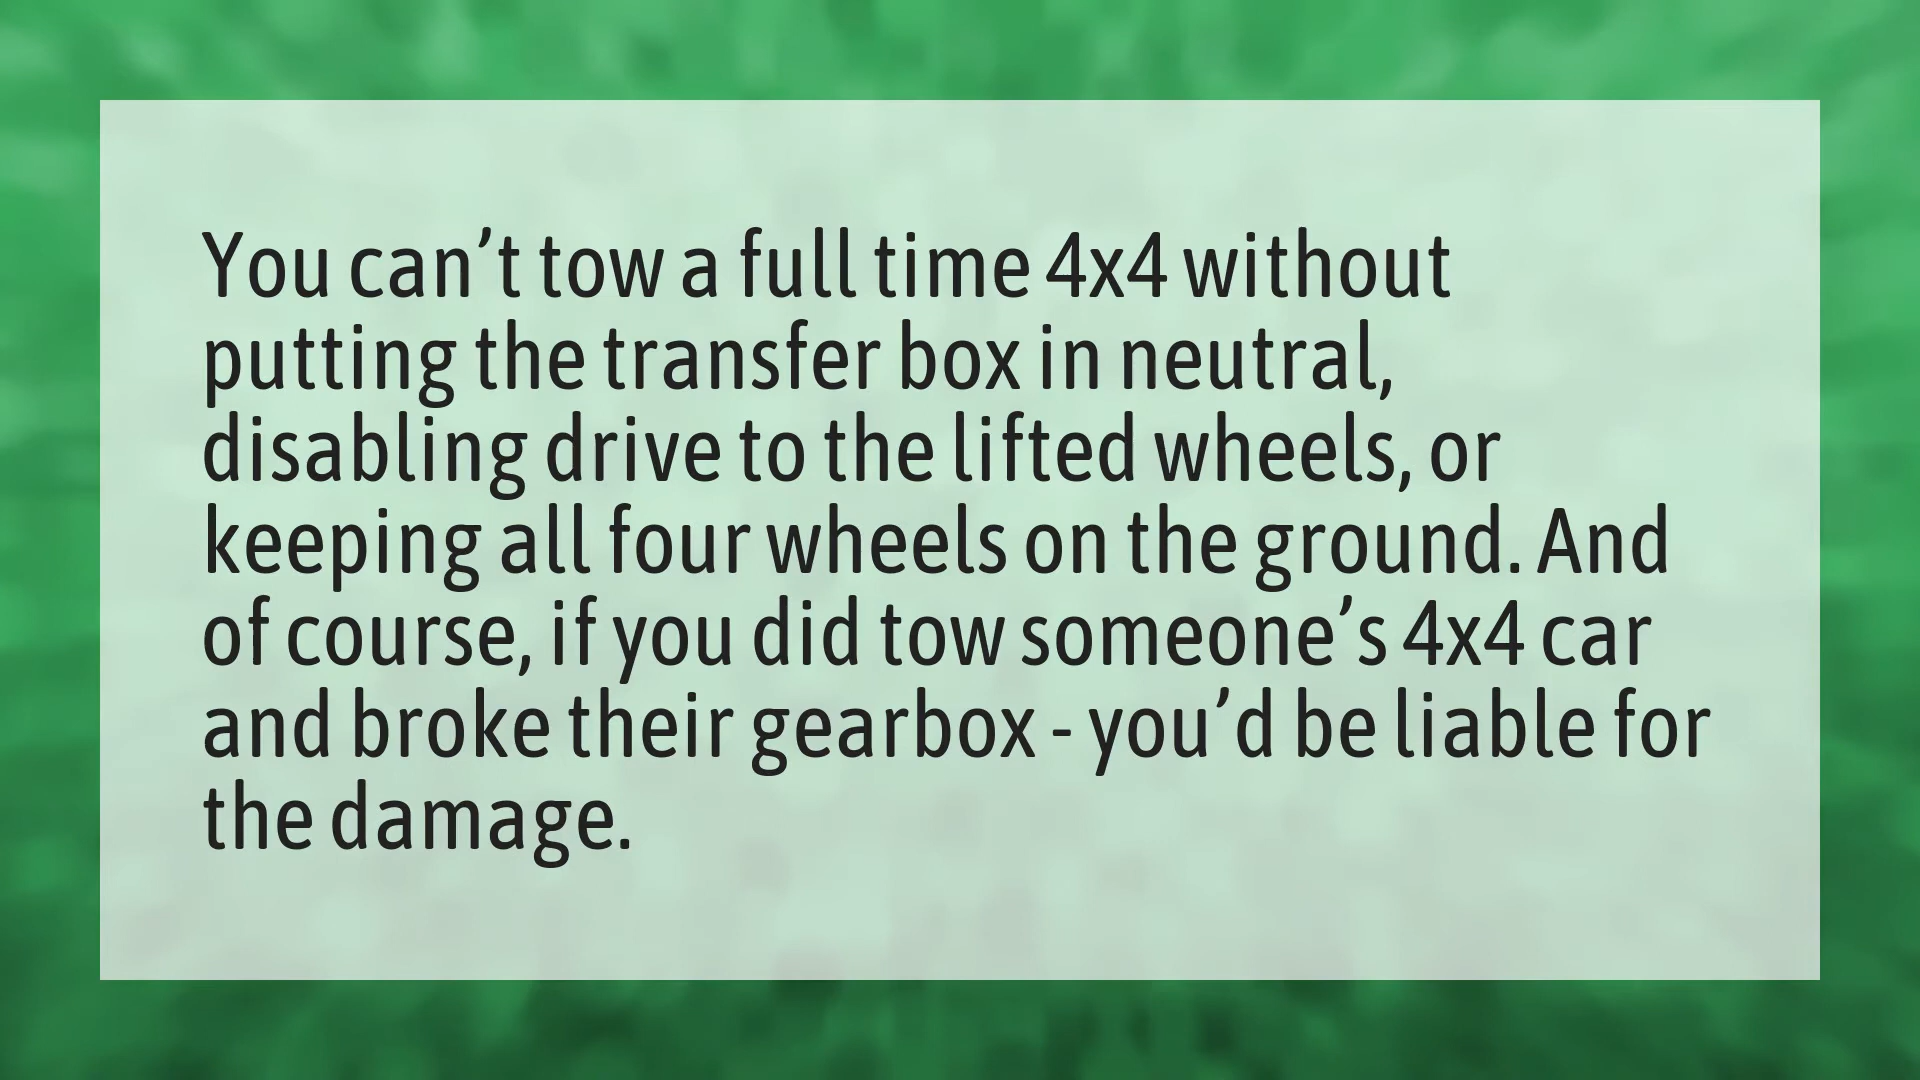 You can’t tow a full time 4x4 without
putting the transfer box in neutral,
disabling drive to the lifted wheels, or
keeping all four wheels on the ground. And
of course, if you did tow someone’s 4x4 car
and broke their gearbox - you’d be liable for
the damage.